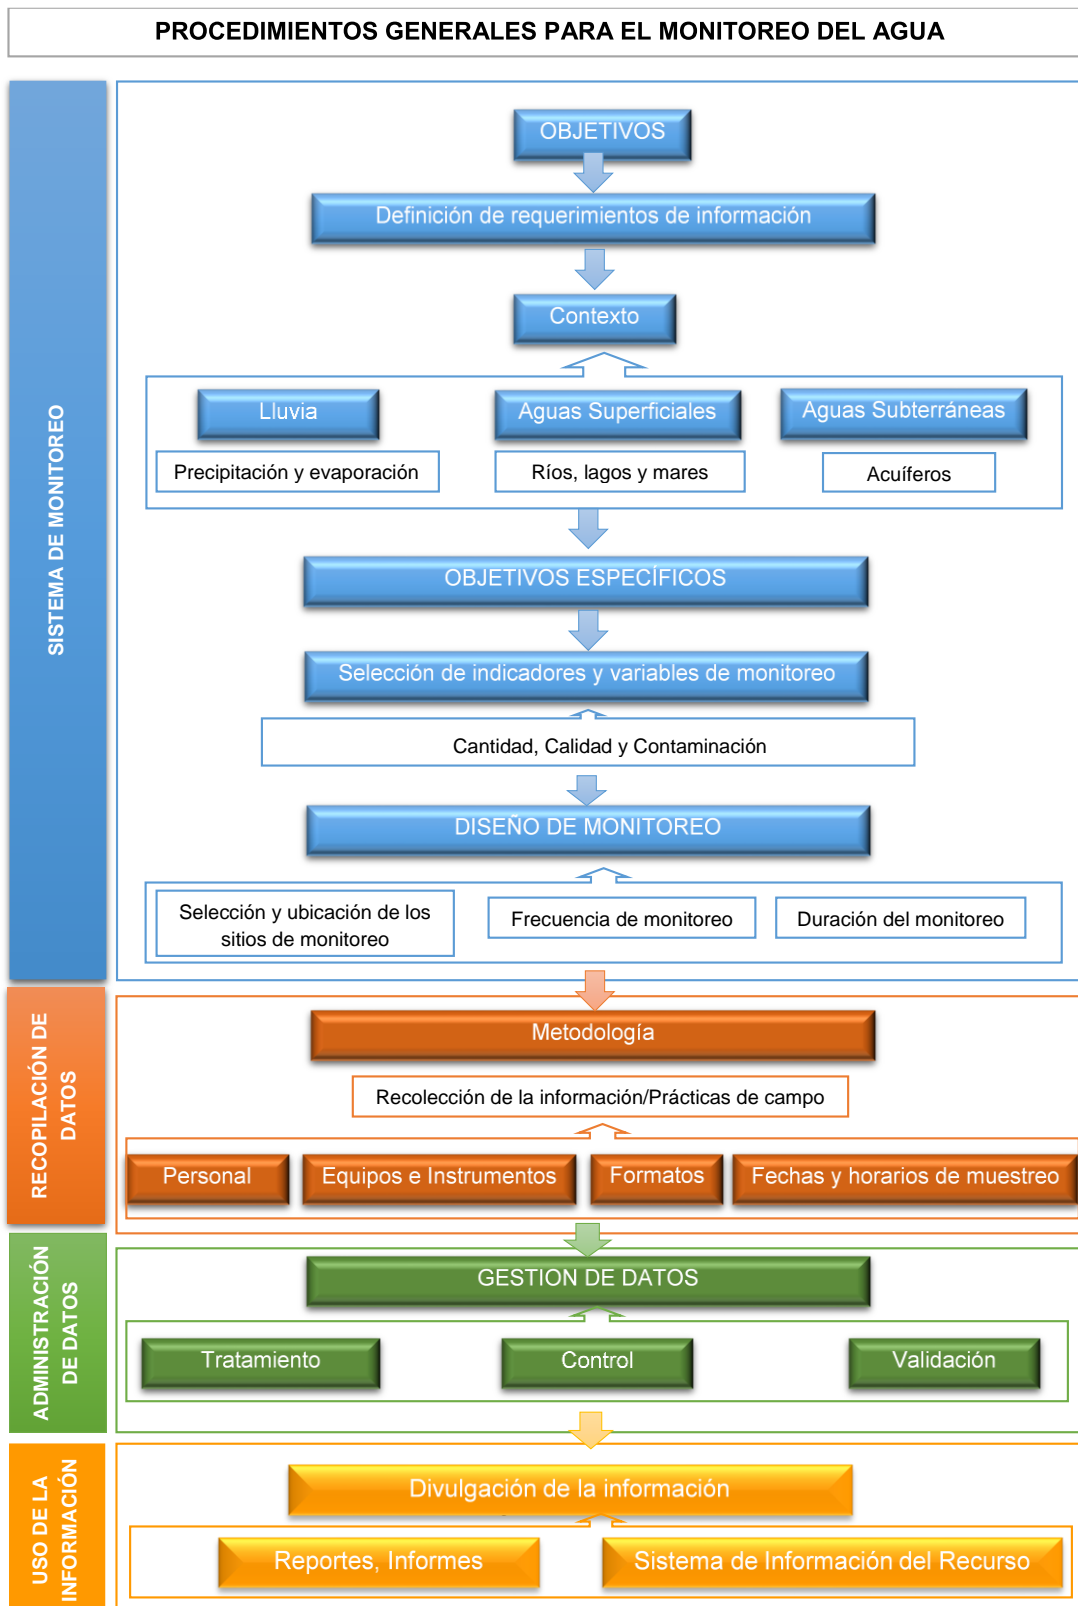 PROCEDIMIENTOS GENERALES PARA EL MONITOREO DEL AGUA
SISTEMA DE MONITOREO
OBJETIVOS
Definición de requerimientos de información
Contexto
Lluvia
Aguas Superficiales
Aguas Subterráneas
Precipitación y evaporación
Ríos, lagos y mares
Acuíferos
OBJETIVOS ESPECÍFICOS
Selección de indicadores y variables de monitoreo
Cantidad, Calidad y Contaminación
DISEÑO DE MONITOREO
Selección y ubicación de los
sitios de monitoreo
Frecuencia de monitoreo
Duración del monitoreo
RECOPILACIÓN DE
DATOS
Metodología
Recolección de la información/Prácticas de campo
Personal
Equipos e Instrumentos
Formatos
Fechas y horarios de muestreo
ADMINISTRACIÓN
DE DATOS
GESTION DE DATOS
Tratamiento
Control
Validación
USO DE LA
INFORMACIÓN
Divulgación de la información
Reportes, Informes
Sistema de Información del Recurso